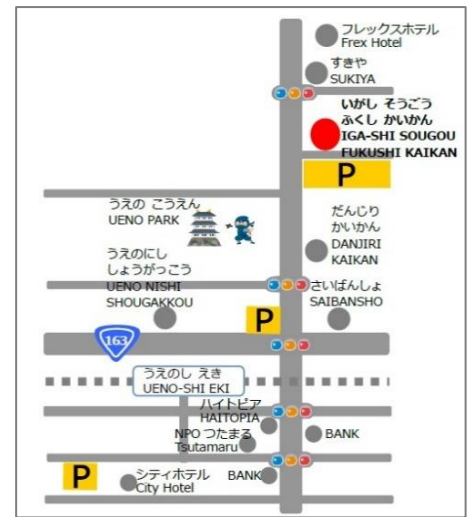 フレックスホテル
Frex Hotel
すきや
SUKIYA
いがし そうごう
ふくし かいかん
IGA-SHI SOUGOU
FUKUSHI KAIKAN
P
うえの こうえん
UENO PARK
だんじり
かいかん
DANJIRI
KAIKAN
うえのにし
しょうがっこう
UENO NISHI
SHOUGAKKOU
さいばんしょ
SAIBANSHO
P
163
うえのし えき
UENO-SHI EKI
ハイトピア
HAITOPIA
NPO つたまる
Tsutamaru
BANK
シティホテル
City Hotel
BANK
P